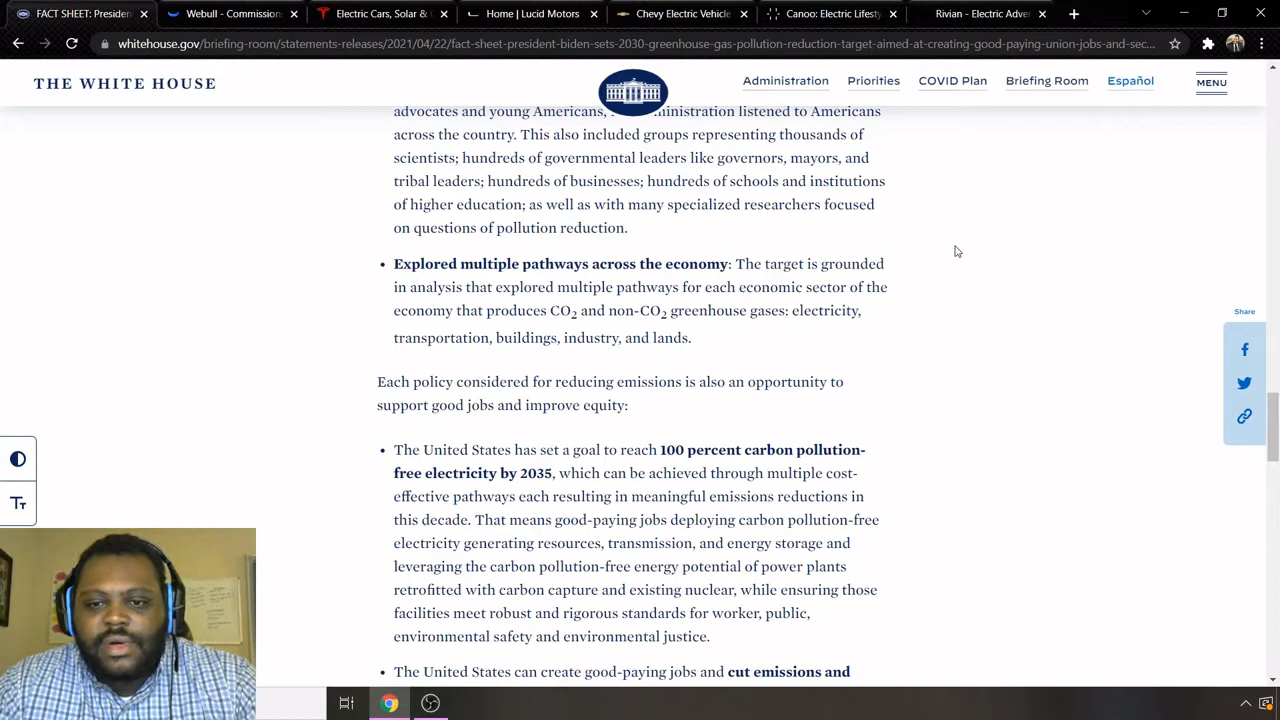 FACT SHEET: Presiden
Webull - Commission
Electric Cars, Solar &
Home | Lucid Motors
Chevy Electric Vehicle
Canoo: Electric Lifesty
Rivian - Electric Adve
whitehouse.gov/briefing-room/statements-releases/2021/04/22/fact-sheet-president-biden-sets-2030-greenhouse-gas-pollution-reduction-target-aimed-at-creating-good-paying-union-jobs-and-sec...
THE WHITE HOUSE
Administration
Priorities
COVID Plan
Briefing Room
Español
MENU
advocates and young Americans, ministration listened to Americans
across the country. This also included groups representing thousands of
scientists; hundreds of governmental leaders like governors, mayors, and
tribal leaders; hundreds of businesses; hundreds of schools and institutions
of higher education; as well as with many specialized researchers focused
on questions of pollution reduction.
• Explored multiple pathways across the economy: The target is grounded
in analysis that explored multiple pathways for each economic sector of the
economy that produces CO₂ and non-CO₂ greenhouse gases: electricity,
transportation, buildings, industry, and lands.
Share
Each policy considered for reducing emissions is also an opportunity to
support good jobs and improve equity:
• The United States has set a goal to reach 100 percent carbon pollution-
free electricity by 2035, which can be achieved through multiple cost-
effective pathways each resulting in meaningful emissions reductions in
this decade. That means good-paying jobs deploying carbon pollution-free
electricity generating resources, transmission, and energy storage and
leveraging the carbon pollution-free energy potential of power plants
retrofitted with carbon capture and existing nuclear, while ensuring those
facilities meet robust and rigorous standards for worker, public,
environmental safety and environmental justice.
• The United States can create good-paying jobs and cut emissions and
Tt